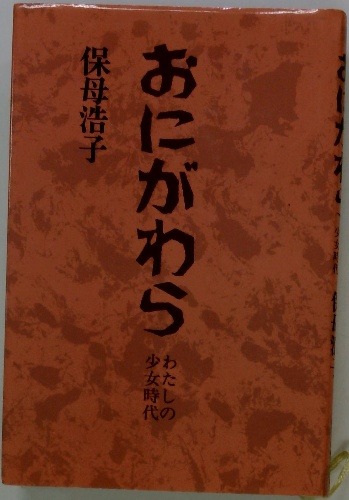 おにがわら
わたしの
少女時代
保母浩子